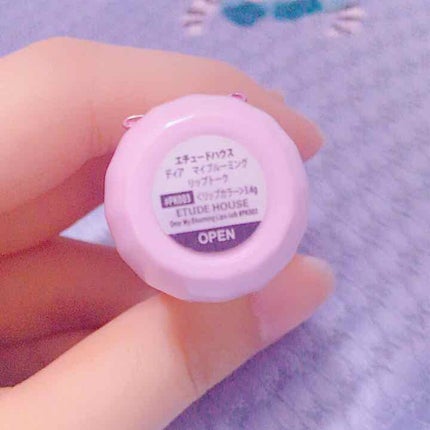 エチュードハウス
ディア マイブルーミング
リップトーク
#PK003 <リップカラー>3.4g
ETUDE HOUSE
Dear My Blooming Lips-talk #PK003
OPEN